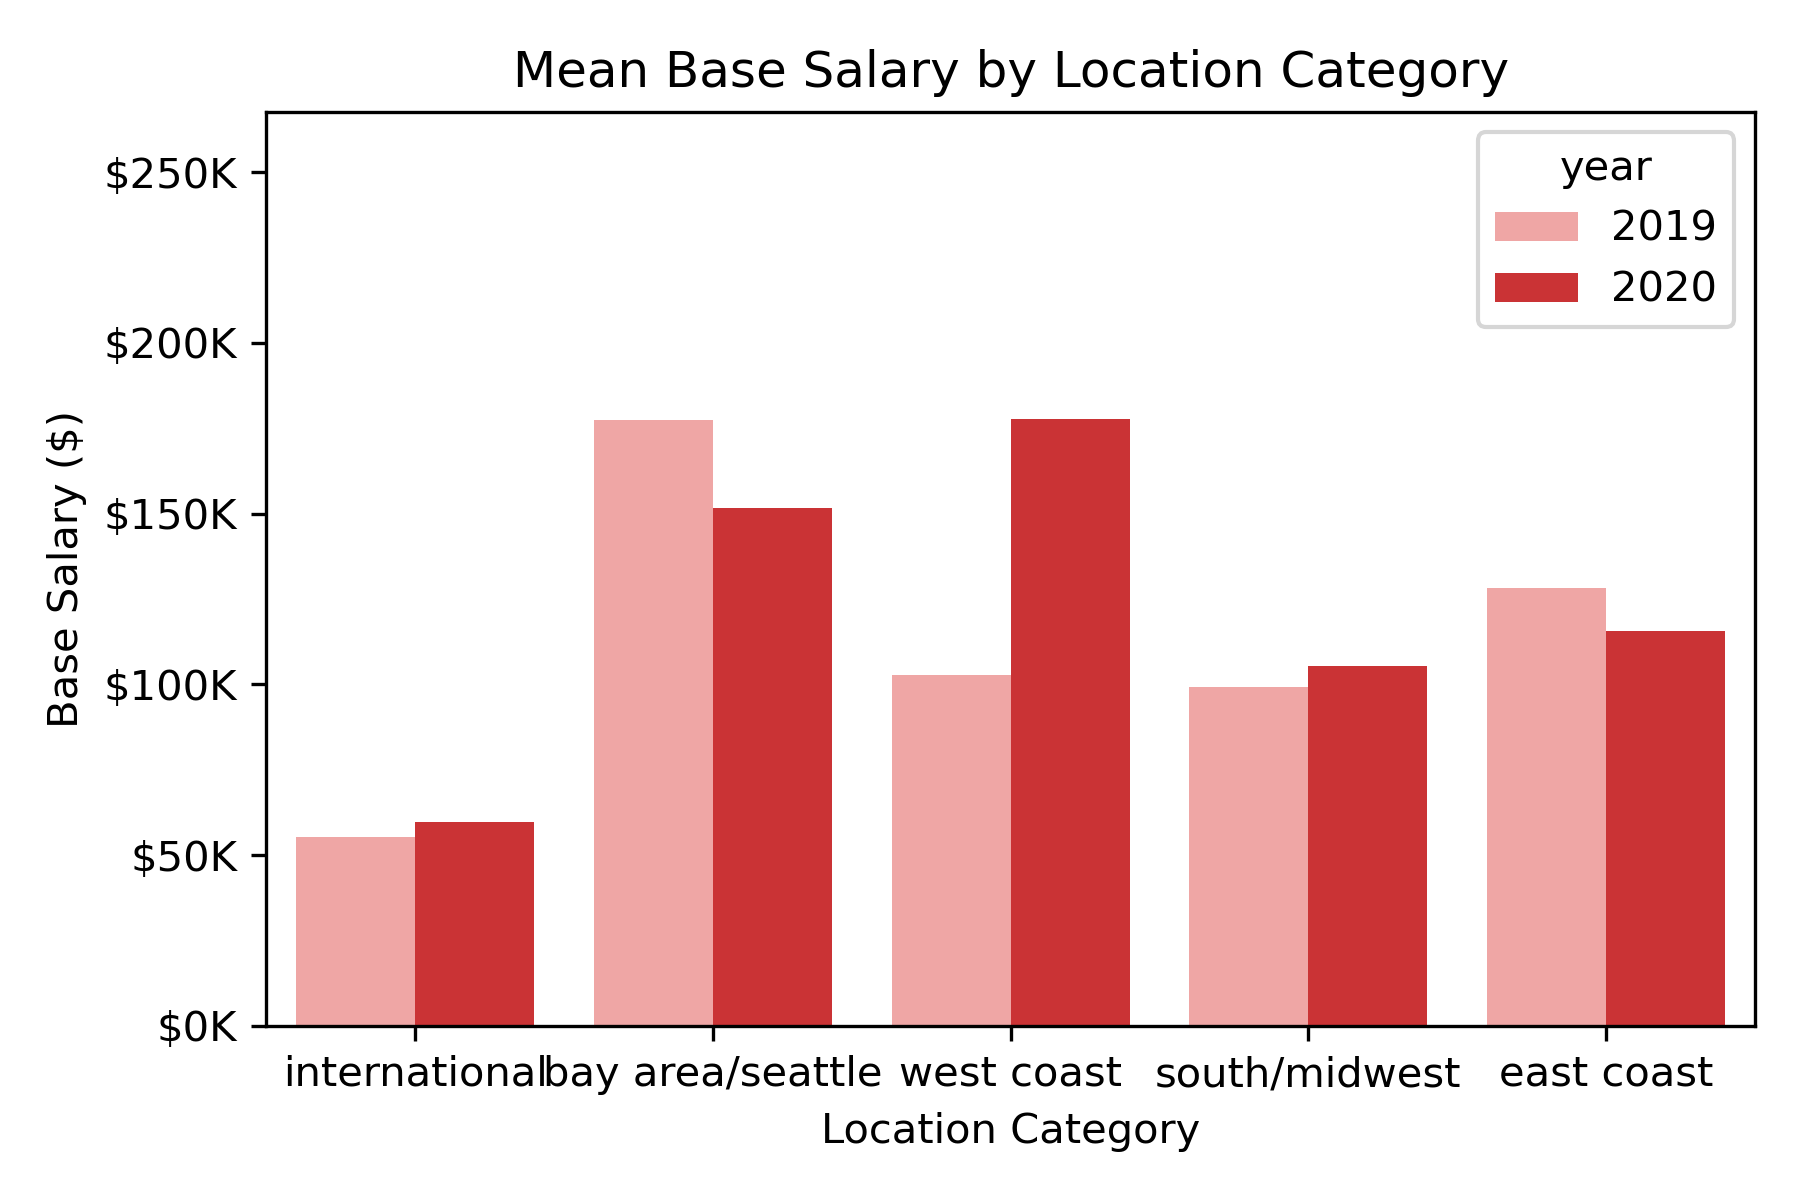 Mean Base Salary by Location Category
$250K
$200K
$150K
$100K
$50K
$0K
Base Salary ($)
year
2019
2020
international bay area/seattle west coast south/midwest east coast
Location Category